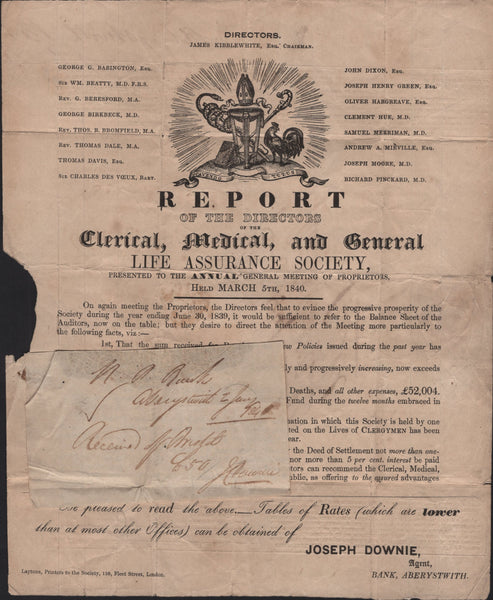 DIRECTORS.
JAMES KIBBLEWHITE, Esq. Chairman.
GEORGE G. BABINGTON, Esq.
Sir WM. BEATTY, M.D. F.R.S.
Rev. G. BERESFORD, M.A.
GEORGE BIRKBECK, M.D.
Rev. THOS. B. BROMFIELD, M.A.
Rev. THOMAS DALE, M.A.
THOMAS DAVIS, Esq.
Sir CHARLES DES VŒUX, Bart.
JOHN DIXON, Esq.
JOSEPH HENRY GREEN, Esq.
OLIVER HARGREAVE, Esq.
CLEMENT HUE, M.D.
SAMUEL MERRIMAN, M.D.
ANDREW A. MIÉVILLE, Esq.
JOSEPH MOORE, M.D.
RICHARD PINCKARD, M.D.
REPORT
OF THE DIRECTORS
OF THE
Clerical, Medical, and General
LIFE ASSURANCE SOCIETY,
PRESENTED TO THE ANNUAL GENERAL MEETING OF PROPRIETORS,
Held MARCH 5th, 1840.
On again meeting the Proprietors, the Directors feel that to evince the progressive prosperity of the
Society during the year ending June 30, 1839, it would be sufficient to refer to the Balance Sheet of the
Auditors, now on the table: but they desire to direct the attention of the Meeting more particularly to
the following facts, viz:—
1st, That the sum received for Policies issued during the past year has
ly and progressively increasing, now exceeds
Deaths, and all other expenses, £52,004.
Fund during the twelve months embraced in
ation in which this Society is held by one
ted on the Lives of CLERGYMEN has been
ear.
the Deed of Settlement not more than one-
nor more than 5 per cent. interest be paid
ctors can recommend the Clerical, Medical,
ublic, as offering to the assured advantages
Aberystwith
Received of
£50
Be pleased to read the above.—Tables of Rates (which are lower
than at most other Offices) can be obtained of
JOSEPH DOWNIE,
Agent,
BANK, ABERYSTWITH.
Laytons, Printers to the Society, 150, Fleet Street, London.